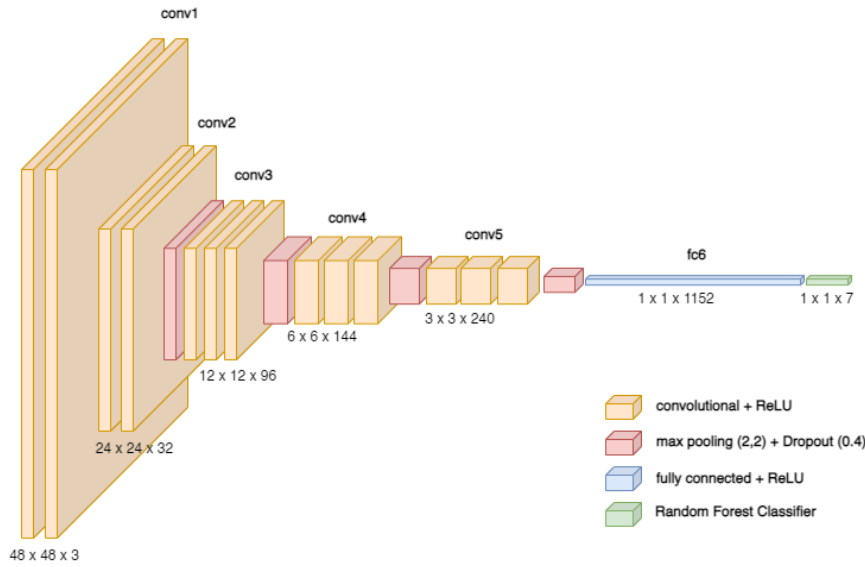 conv1
conv2
conv3
conv4
conv5
fc6
1 x 1 x 1152
1 x 1 x 7
3 x 3 x 240
6 x 6 x 144
12 x 12 x 96
24 x 24 x 32
48 x 48 x 3
convolutional + ReLU
max pooling (2,2) + Dropout (0.4)
fully connected + ReLU
Random Forest Classifier